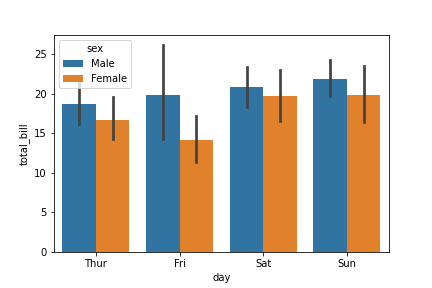 sex
Male
Female
25
20
15
10
5
0
total_bill
Thur Fri Sat Sun
day